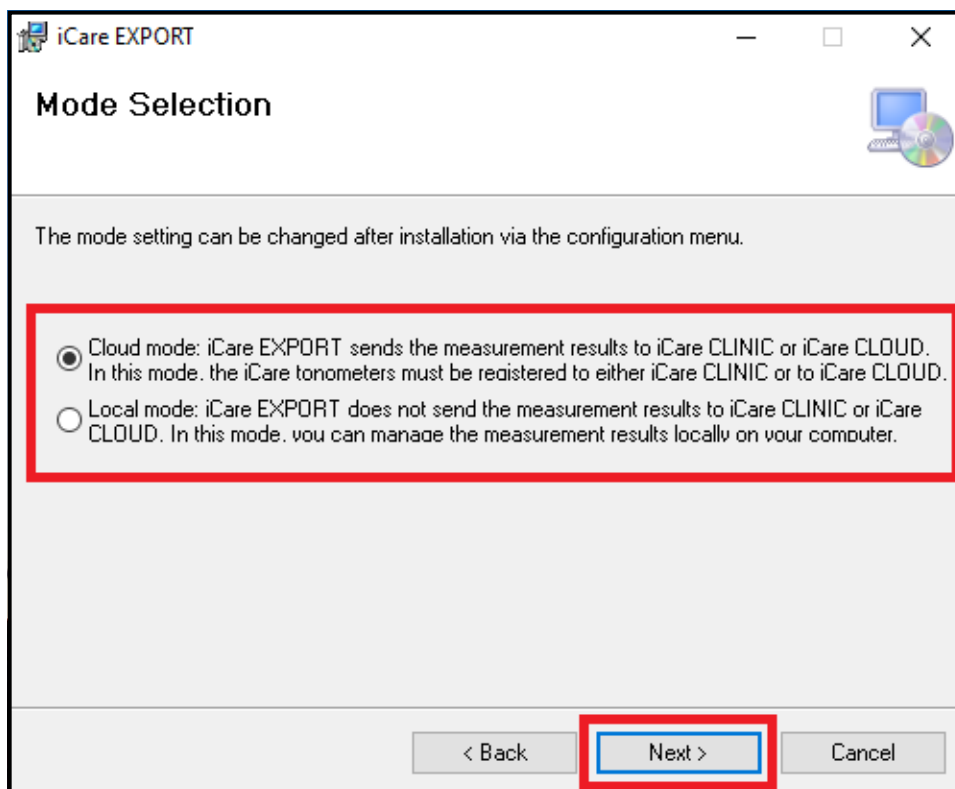 iCare EXPORT
Mode Selection
The mode setting can be changed after installation via the configuration menu.
Cloud mode: iCare EXPORT sends the measurement results to iCare CLINIC or iCare CLOUD.
In this mode, the iCare tonometers must be registered to either iCare CLINIC or to iCare CLOUD.
Local mode: iCare EXPORT does not send the measurement results to iCare CLINIC or iCare
CLOUD. In this mode, you can manage the measurement results locally on your computer.
< Back
Next >
Cancel